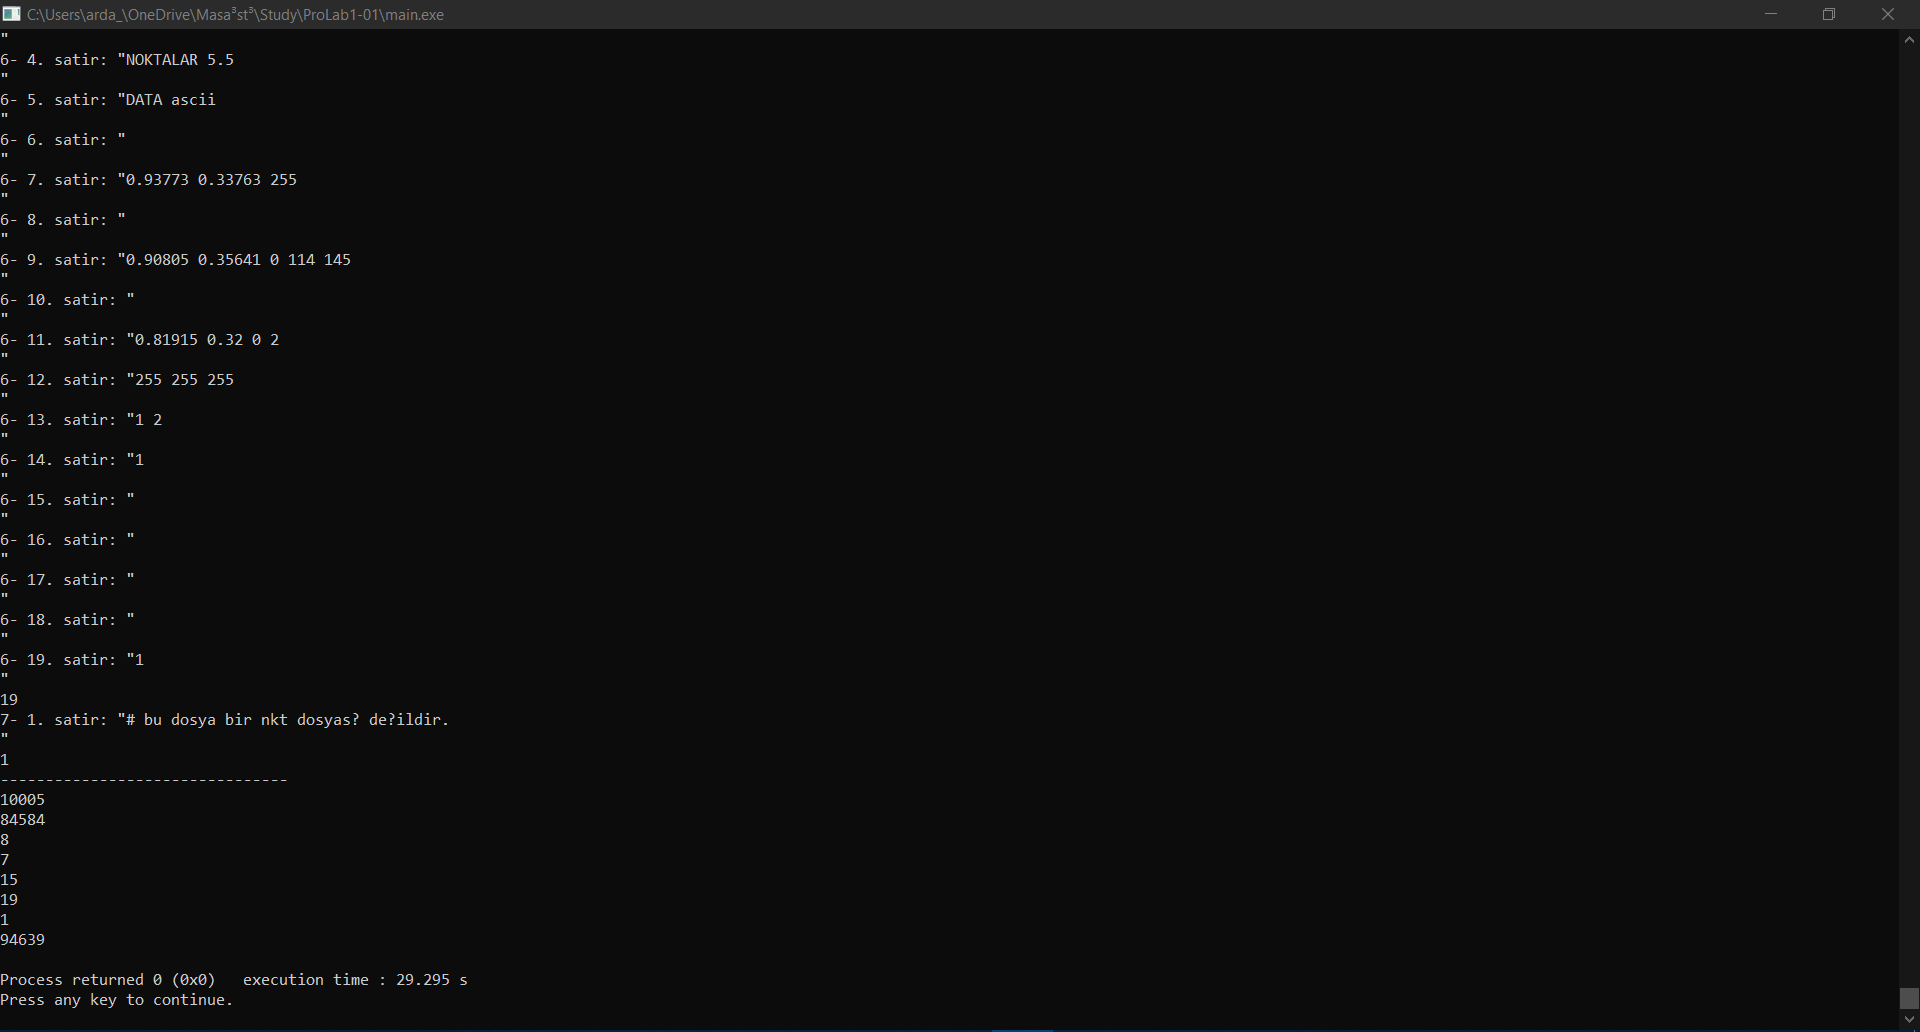 C:\Users\arda_\OneDrive\Masa³st³\Study\ProLab1-01\main.exe
"
6- 4. satir: "NOKTALAR 5.5
"
6- 5. satir: "DATA ascii
"
6- 6. satir: "
"
6- 7. satir: "0.93773 0.33763 255
"
6- 8. satir: "
"
6- 9. satir: "0.90805 0.35641 0 114 145
"
6- 10. satir: "
"
6- 11. satir: "0.81915 0.32 0 2
"
6- 12. satir: "255 255 255
"
6- 13. satir: "1 2
"
6- 14. satir: "1
"
6- 15. satir: "
"
6- 16. satir: "
"
6- 17. satir: "
"
6- 18. satir: "
"
6- 19. satir: "1
"
19
7- 1. satir: "# bu dosya bir nkt dosyas? de?ildir.
"
1
--------------------------------
10005
84584
8
7
15
19
1
94639
Process returned 0 (0x0)   execution time : 29.295 s
Press any key to continue.